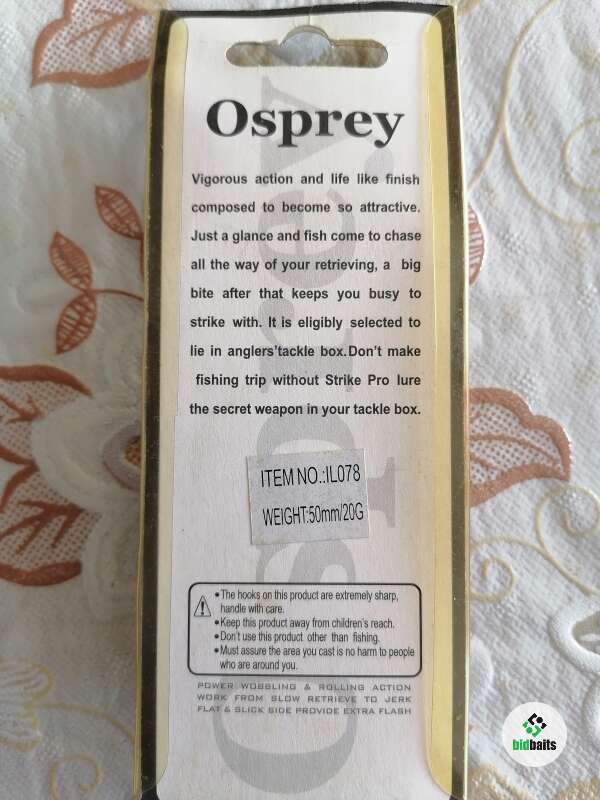 Osprey
Vigorous action and life like finish
composed to become so attractive.
Just a glance and fish come to chase
all the way of your retrieving, a big
bite after that keeps you busy to
strike with. It is eligibly selected to
lie in anglers'tackle box.Don't make
fishing trip without Strike Pro lure
the secret weapon in your tackle box.
ITEM NO.:IL078
WEIGHT:50mm/20G
•The hooks on this product are extremely sharp,
handle with care.
•Keep this product away from children's reach.
•Don't use this product other than fishing.
•Must assure the area you cast is no harm to people
who are around you.
POWER WOBBLING & ROLLING ACTION
WORK FROM SLOW RETRIEVE TO JERK
FLAT & SLICK SIDE PROVIDE EXTRA FLASH
bidbaits